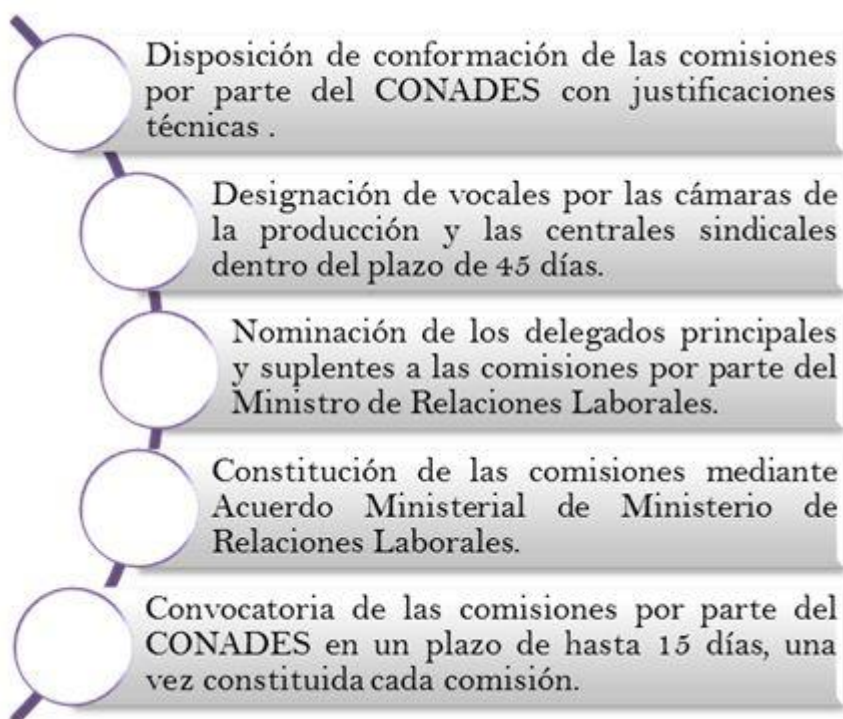 Disposición de conformación de las comisiones
por parte del CONADES con justificaciones
técnicas .
Designación de vocales por las cámaras de
la producción y las centrales sindicales
dentro del plazo de 45 días.
Nominación de los delegados principales
y suplentes a las comisiones por parte del
Ministro de Relaciones Laborales.
Constitución de las comisiones mediante
Acuerdo Ministerial de Ministerio de
Relaciones Laborales.
Convocatoria de las comisiones por parte del
CONADES en un plazo de hasta 15 días, una
vez constituida cada comisión.